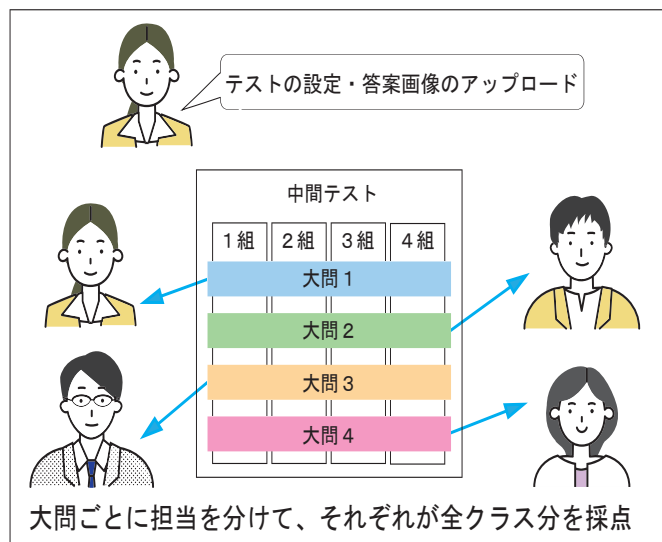 テストの設定・答案画像のアップロード
中間テスト
1組 2組 3組 4組
大問1
大問2
大問3
大問4
大問ごとに担当を分けて、それぞれが全クラス分を採点